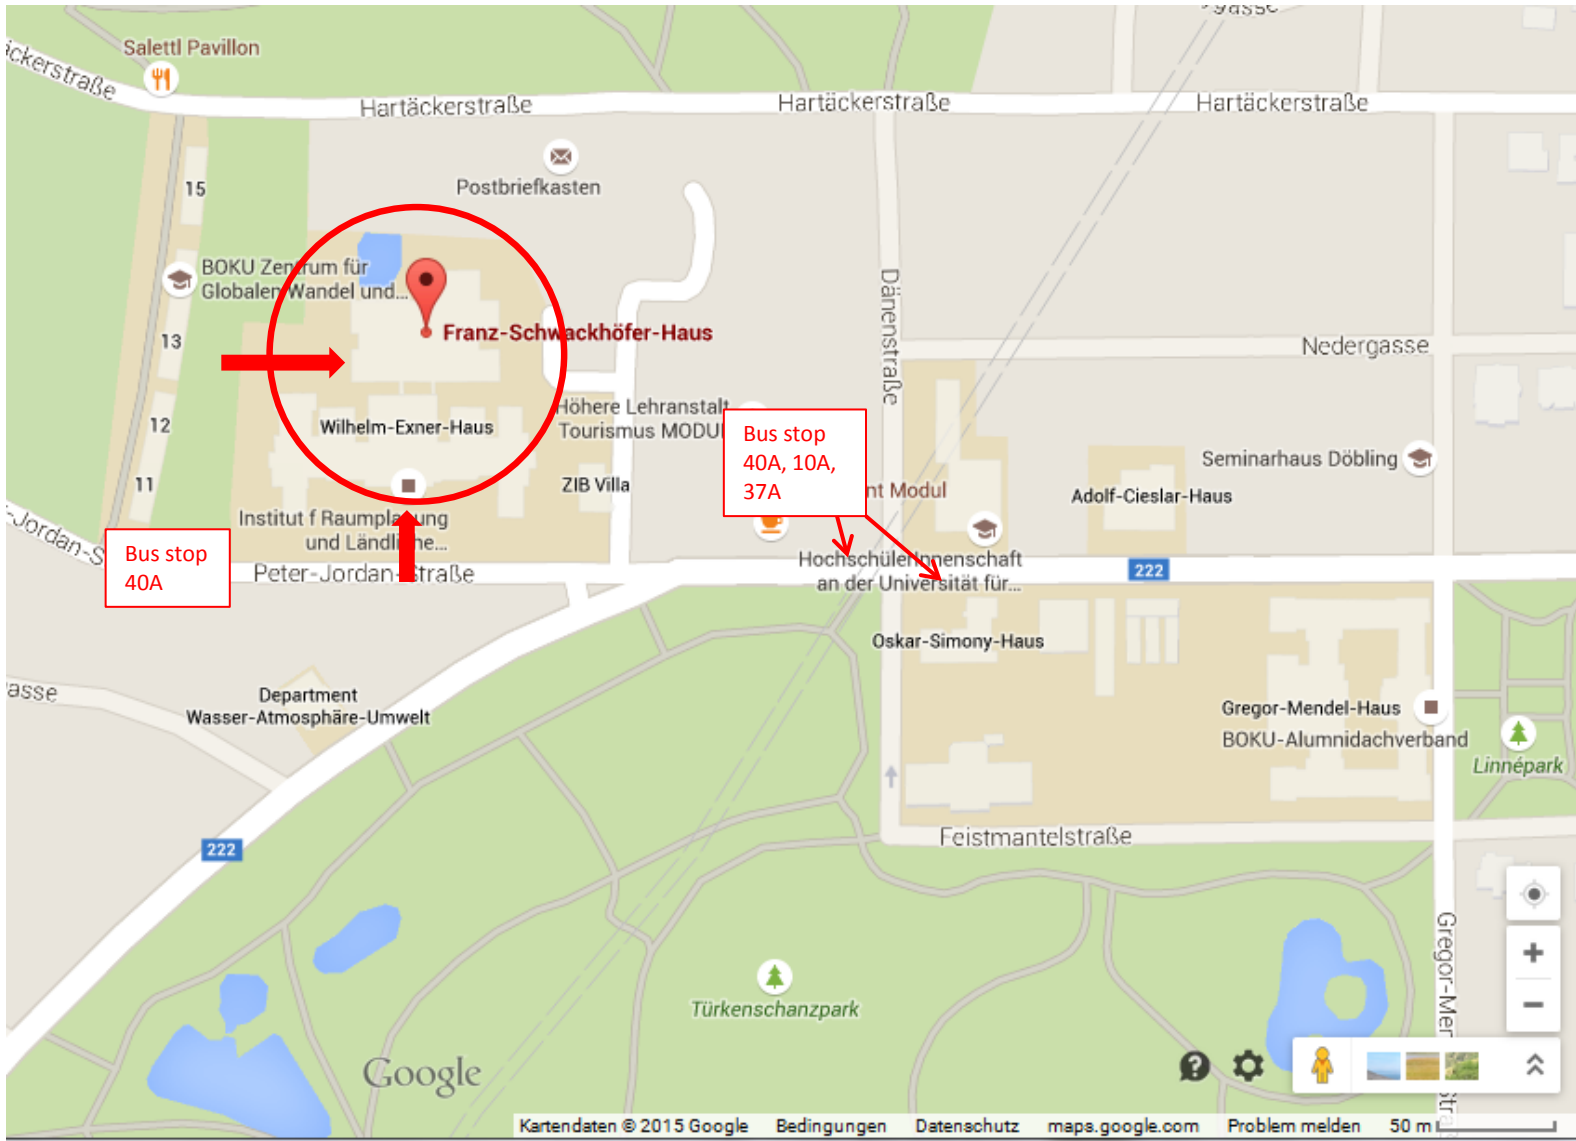 gasse
Salettl Pavillon
ickerstraße
Hartäckerstraße
Hartäckerstraße
Hartäckerstraße
Postbriefkasten
15
BOKU Zentrum für
Globalen Wandel und...
Dänenstraße
Franz-Schwackhöfer-Haus
13
Nedergasse
Höhere Lehranstalt
Tourismus MODUL
12
Wilhelm-Exner-Haus
Bus stop
40A, 10A,
37A
Seminarhaus Döbling
11
ZIB Villa
nt Modul
Adolf-Cieslar-Haus
Institut f Raumplanung
und Ländliche...
-Jordan-S
Bus stop
40A
Peter-Jordan-Straße
HochschülerInnenschaft
an der Universität für...
222
Oskar-Simony-Haus
asse
Department
Wasser-Atmosphäre-Umwelt
Gregor-Mendel-Haus
BOKU-Alumnidachverband
Linnépark
222
Feistmantelstraße
Gregor-Mer
Türkenschanzpark
Google
Kartendaten © 2015 Google Bedingungen Datenschutz maps.google.com Problem melden 50 m